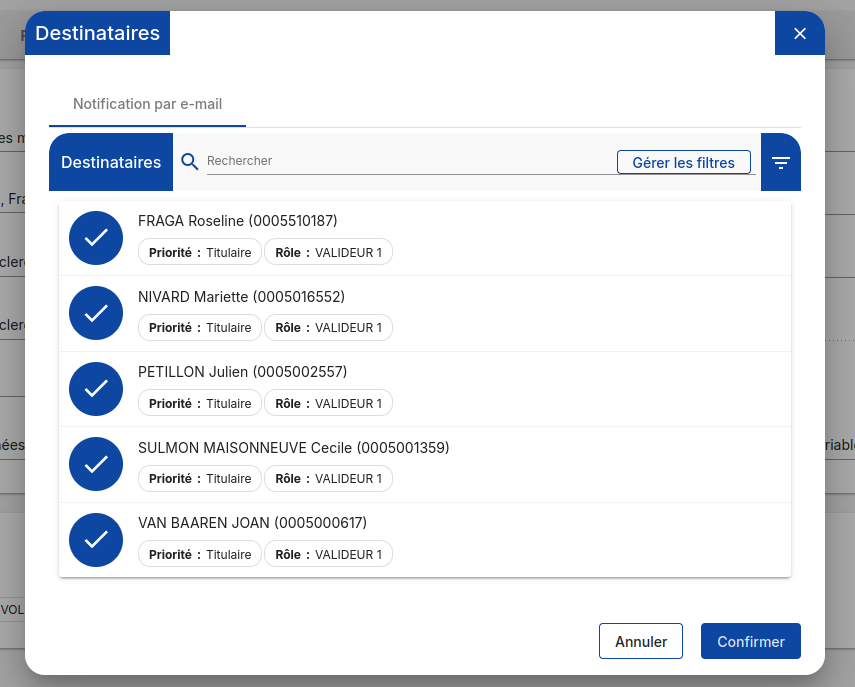 Destinataires
Notification par e-mail
Destinataires
Rechercher
Gérer les filtres
FRAGA Roseline (0005510187)
Priorité : Titulaire Rôle : VALIDEUR 1
NIVARD Mariette (0005016552)
Priorité : Titulaire Rôle : VALIDEUR 1
PETILLON Julien (0005002557)
Priorité : Titulaire Rôle : VALIDEUR 1
SULMON MAISONNEUVE Cecile (0005001359)
Priorité : Titulaire Rôle : VALIDEUR 1
VAN BAAREN JOAN (0005000617)
Priorité : Titulaire Rôle : VALIDEUR 1
Annuler
Confirmer